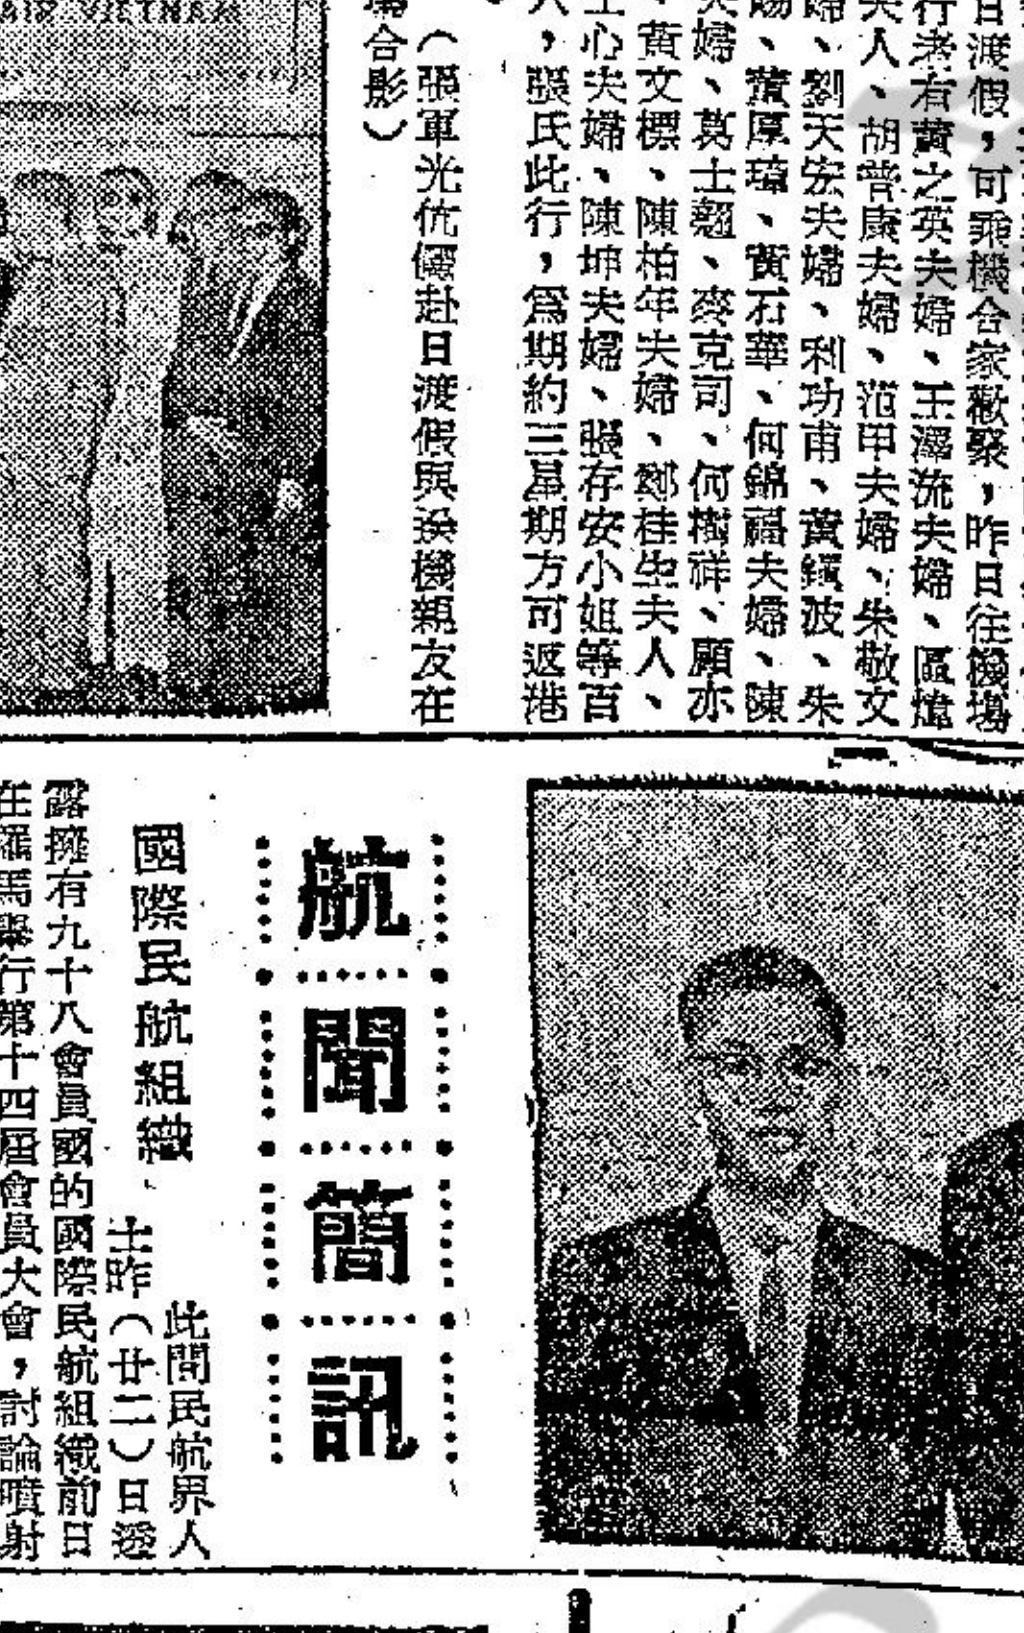 日渡假，可乘機合家歡聚，昨日往機場
行者有黃之英夫婦、王澤流夫婦、區煒
夫人、胡普康夫婦、范甲夫婦、朱敬文
婦、劉天宏夫婦、利功甫、黃鎮波、朱
、黃厚璋、黃石華、何錦福夫婦、陳
夫婦、莫士翹、麥克司、何樹祥、顧亦
、黃文標、陳柏年夫婦、鄭桂生夫人、
士心夫婦、陳坤夫婦、張存安小姐等百
人，張氏此行，為期約三星期方可返港
（張軍光伉儷赴日渡假與送機親友在
場合影）
AIR VIETNAM
航聞簡訊
國際民航組織
此間民航界人
士昨（廿二）日透
露擁有九十八會員國的國際民航組織前日
在羅馬舉行第十四屆會員大會，討論噴射